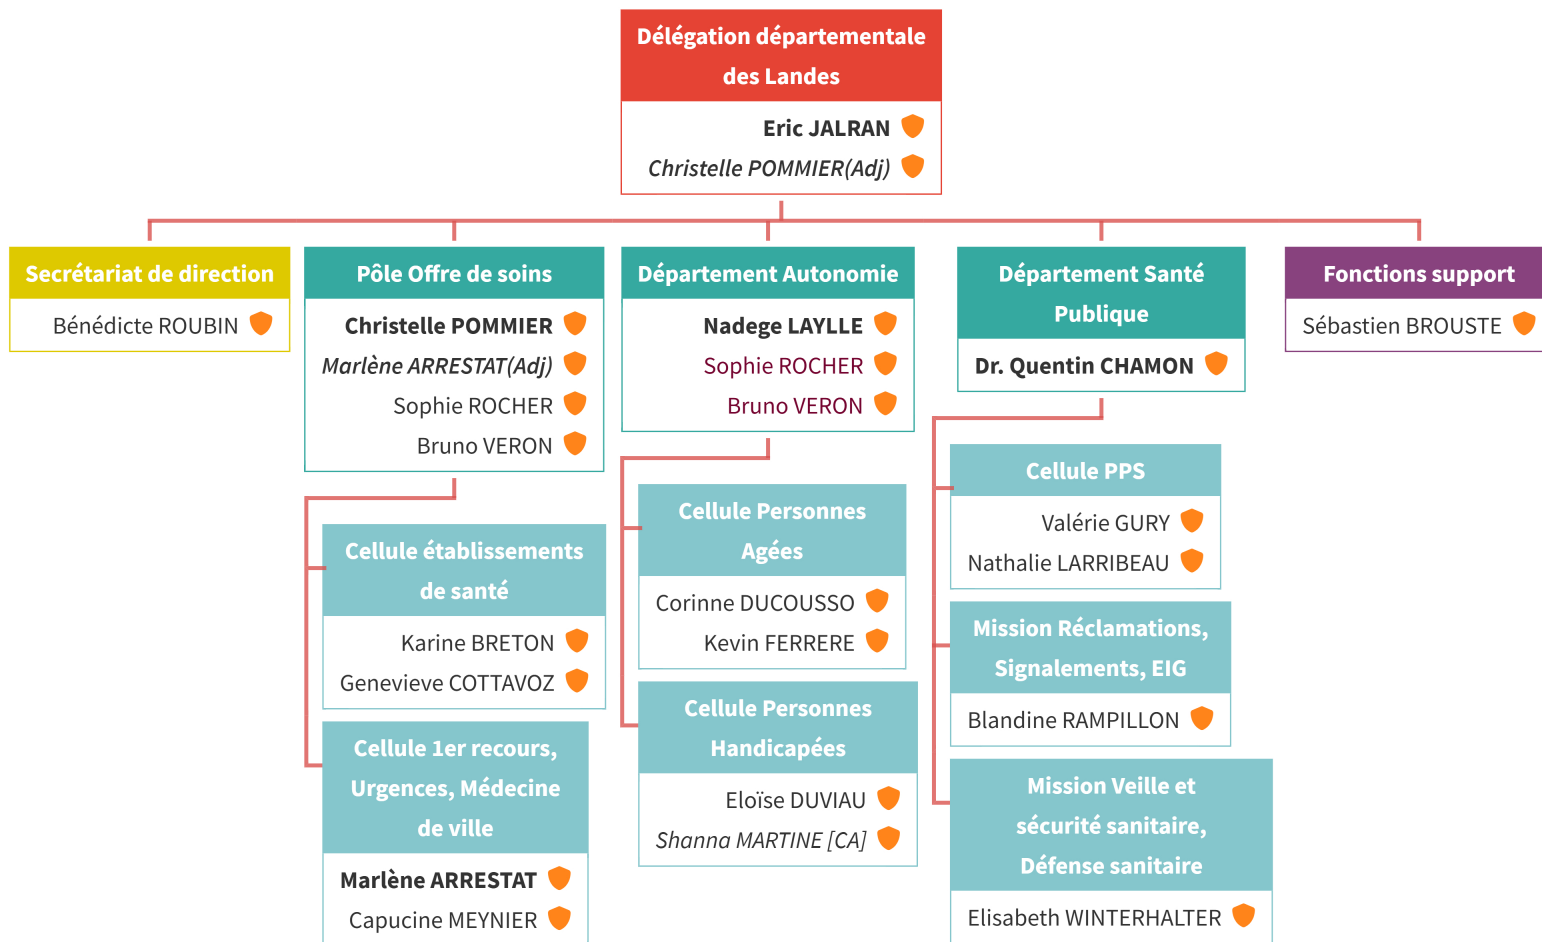 Délégation départementale
des Landes
Eric JALRAN
Christelle POMMIER(Adj)
Secrétariat de direction
Bénédicte ROUBIN
Pôle Offre de soins
Christelle POMMIER
Marlène ARRESTAT(Adj)
Sophie ROCHER
Bruno VERON
Cellule établissements
de santé
Karine BRETON
Genevieve COTTAVOZ
Cellule 1er recours,
Urgences, Médecine
de ville
Marlène ARRESTAT
Capucine MEYNIER
Département Autonomie
Nadege LAYLLE
Sophie ROCHER
Bruno VERON
Cellule Personnes
Agées
Corinne DUCOUSSO
Kevin FERRERE
Cellule Personnes
Handicapées
Eloïse DUVIAU
Shanna MARTINE [CA]
Département Santé
Publique
Dr. Quentin CHAMON
Cellule PPS
Valérie GURY
Nathalie LARRIBEAU
Mission Réclamations,
Signalements, EIG
Blandine RAMPILLON
Mission Veille et
sécurité sanitaire,
Défense sanitaire
Elisabeth WINTERHALTER
Fonctions support
Sébastien BROUSTE